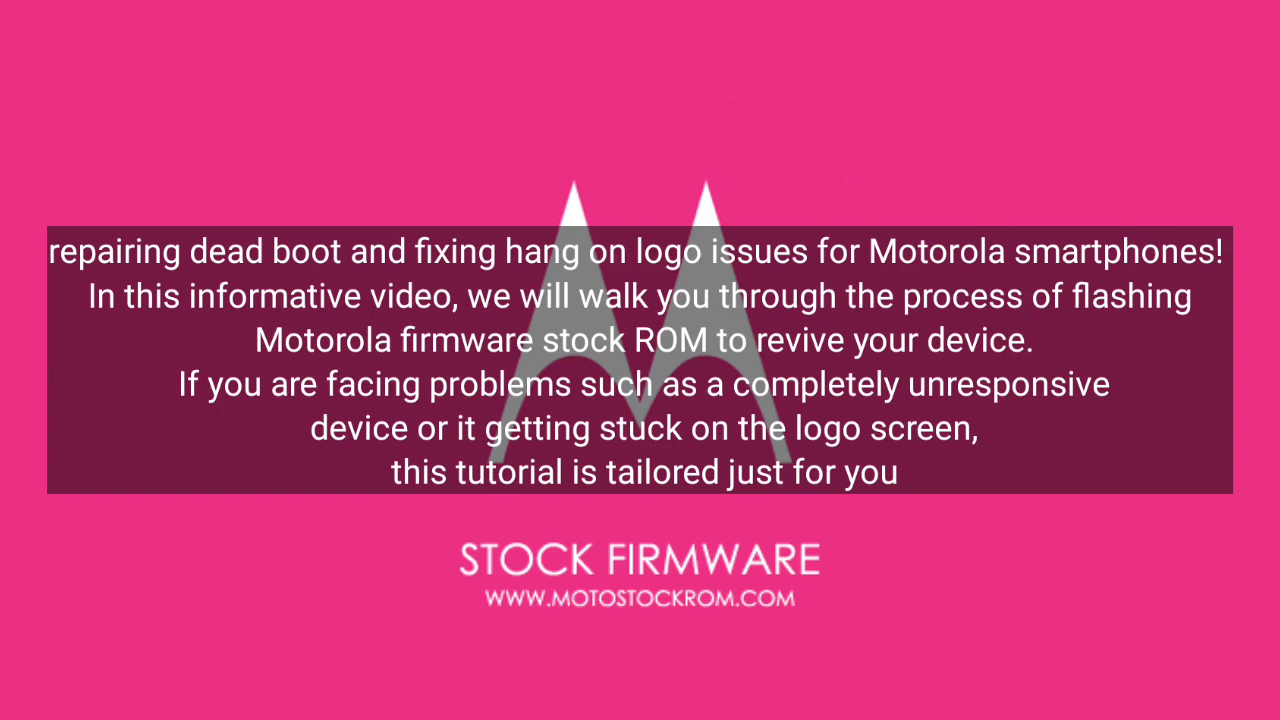 repairing dead boot and fixing hang on logo issues for Motorola smartphones!
In this informative video, we will walk you through the process of flashing
Motorola firmware stock ROM to revive your device.
If you are facing problems such as a completely unresponsive
device or it getting stuck on the logo screen,
this tutorial is tailored just for you
STOCK FIRMWARE
WWW.MOTOSTOCKROM.COM